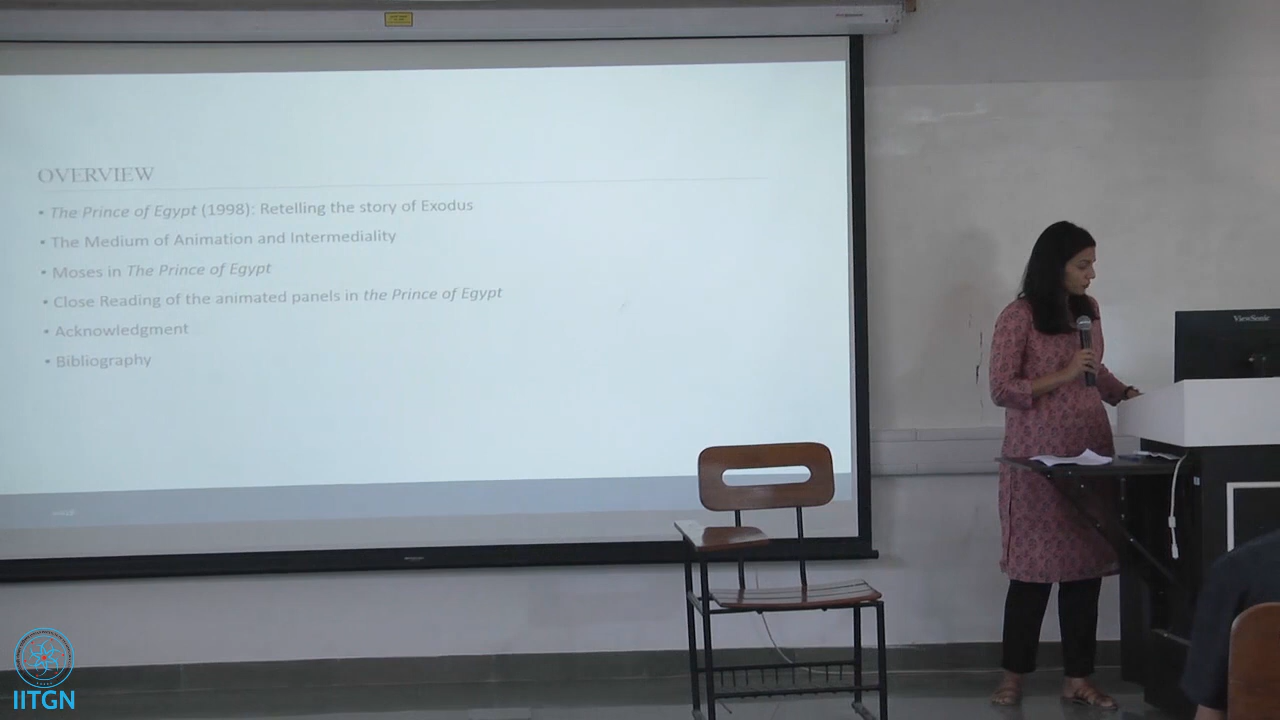 OVERVIEW
• The Prince of Egypt (1998): Retelling the story of Exodus
• The Medium of Animation and Intermediality
• Moses in The Prince of Egypt
• Close Reading of the animated panels in the Prince of Egypt
• Acknowledgment
• Bibliography
ViewSonic
IITGN